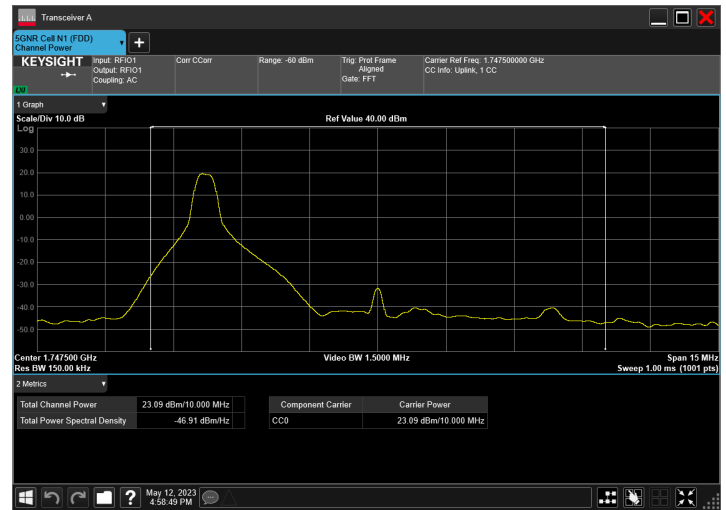 Transceiver A
5GNR Cell N1 (FDD)
Channel Power
KEYSIGHT
LXI
Input: RFIO1
Output: RFIO1
Coupling: AC
Corr CCorr
Range: -60 dBm
Trig: Prot Frame
Aligned
Gate: FFT
Carrier Ref Freq: 1.747500000 GHz
CC Info: Uplink, 1 CC
1 Graph
Scale/Div 10.0 dB
Ref Value 40.00 dBm
Log
30.0
20.0
10.0
0.00
-10.0
-20.0
-30.0
-40.0
-50.0
Center 1.747500 GHz
Video BW 1.5000 MHz
Span 15 MHz
Res BW 150.00 kHz
Sweep 1.00 ms (1001 pts)
2 Metrics
Total Channel Power 23.09 dBm/10.000 MHz
Total Power Spectral Density -46.91 dBm/Hz
Component Carrier Carrier Power
CC0 23.09 dBm/10.000 MHz
?
May 12, 2023
4:58:49 PM